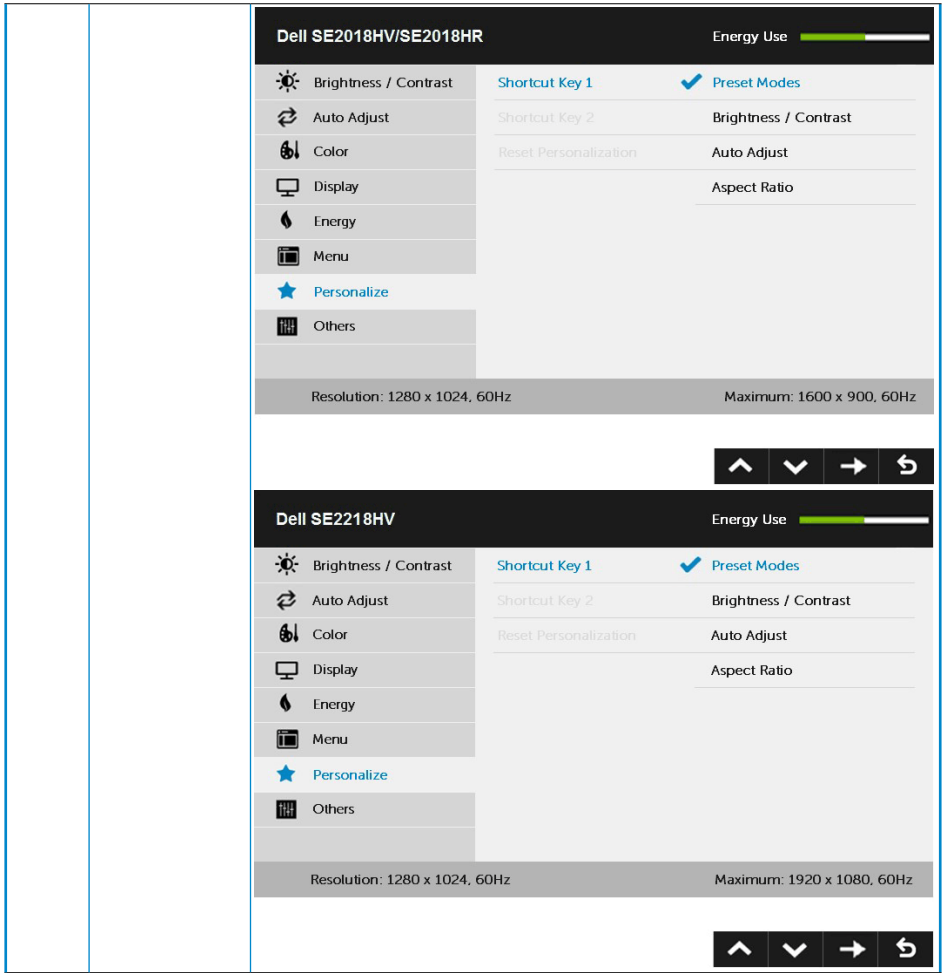 Dell SE2018HV/SE2018HR Energy Use
Brightness / Contrast Shortcut Key 1 Preset Modes
Auto Adjust Shortcut Key 2 Brightness / Contrast
Color Reset Personalization Auto Adjust
Display Aspect Ratio
Energy
Menu
Personalize
Others
Resolution: 1280 x 1024, 60Hz Maximum: 1600 x 900, 60Hz
Dell SE2218HV Energy Use
Brightness / Contrast Shortcut Key 1 Preset Modes
Auto Adjust Shortcut Key 2 Brightness / Contrast
Color Reset Personalization Auto Adjust
Display Aspect Ratio
Energy
Menu
Personalize
Others
Resolution: 1280 x 1024, 60Hz Maximum: 1920 x 1080, 60Hz